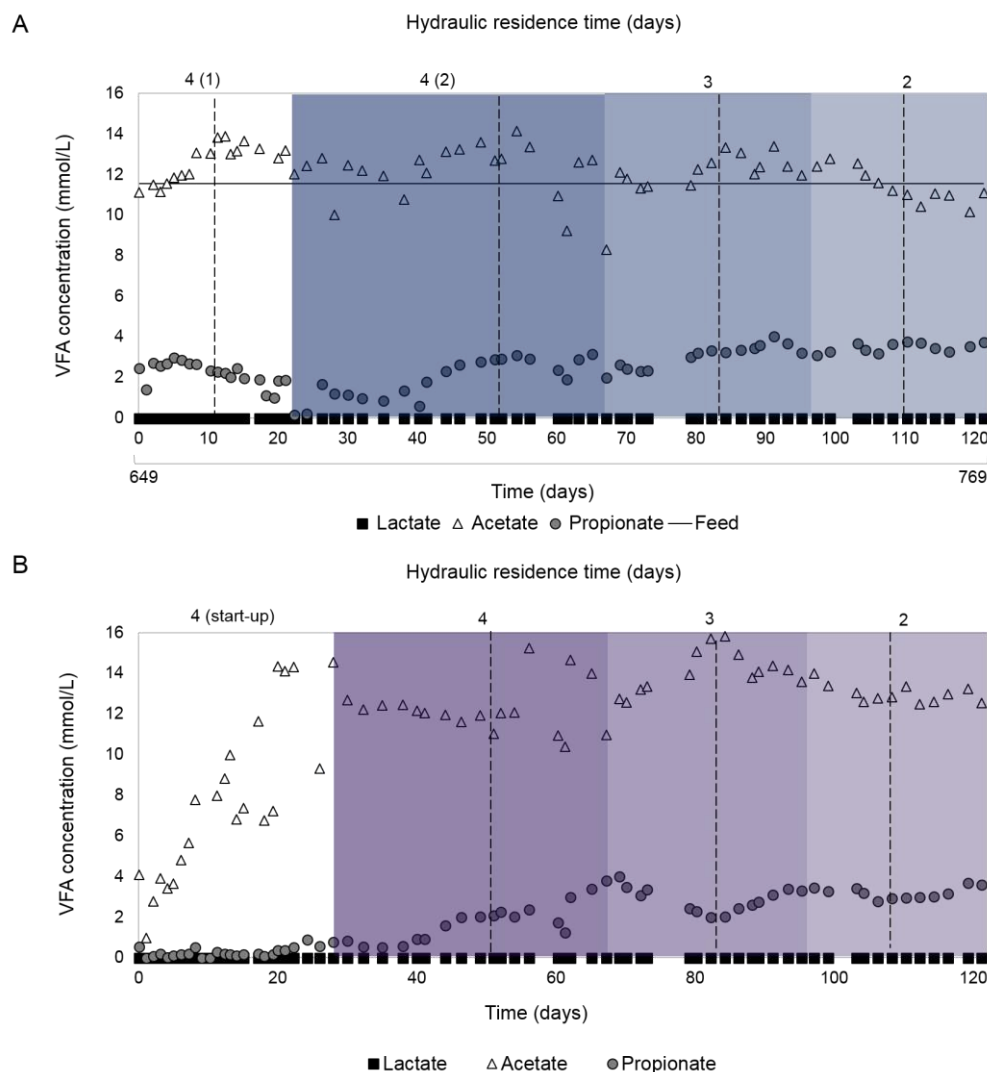 A
Hydraulic residence time (days)
4 (1) 4 (2) 3 2
16
14
12
10
8
6
4
2
0
VFA concentration (mmol/L)
0 10 20 30 40 50 60 70 80 90 100 110 120
649 769
Time (days)
Lactate Acetate Propionate Feed
B
Hydraulic residence time (days)
4 (start-up) 4 3 2
16
14
12
10
8
6
4
2
0
VFA concentration (mmol/L)
0 20 40 60 80 100 120
Time (days)
Lactate Acetate Propionate